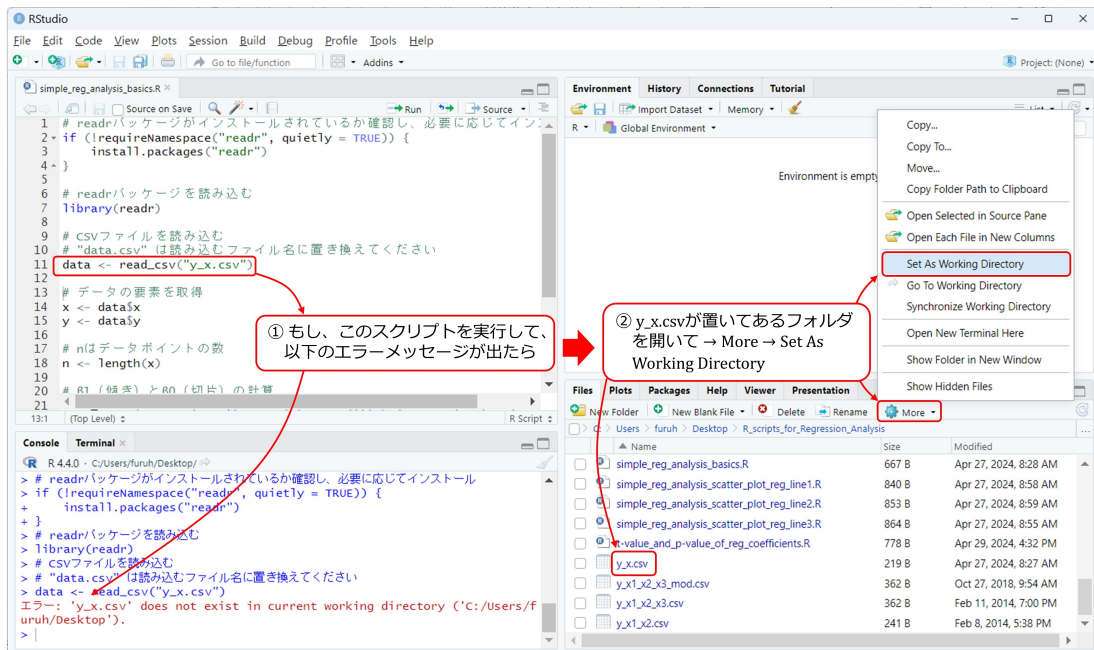 RStudio
File Edit Code View Plots Session Build Debug Profile Tools Help
Go to file/function
Addins
Project: (None)
simple_reg_analysis_basics.R
Source on Save
Run
Source
1 # readrパッケージがインストールされているか確認し、必要に応じてイン
2 if (!requireNamespace("readr", quietly = TRUE)) {
3 install.packages("readr")
4 }
5
6 # readrパッケージを読み込む
7 library(readr)
8
9 # CSVファイルを読み込む
10 # "data.csv" は読み込むファイル名に置き換えてください
11 data <- read_csv("y_x.csv")
12
13 # データの要素を取得
14 x <- data$x
15 y <- data$y
16
17 # nはデータポイントの数
18 n <- length(x)
19
20 # β1 (傾き) とβ0 (切片) の計算
21
13:1 (Top Level) R Script
① もし、このスクリプトを実行して、
以下のエラーメッセージが出たら
Console Terminal
R 4.4.0 · C:/Users/furuh/Desktop/
> # readrパッケージがインストールされているか確認し、必要に応じてインストール
> if (!requireNamespace("readr", quietly = TRUE)) {
+ install.packages("readr")
+ }
> # readrパッケージを読み込む
> library(readr)
> # CSVファイルを読み込む
> # "data.csv" は読み込むファイル名に置き換えてください
> data <- read_csv("y_x.csv")
エラー: 'y_x.csv' does not exist in current working directory ('C:/Users/f
uruh/Desktop').
>
Environment History Connections Tutorial
Import Dataset Memory List
R Global Environment
Environment is empty
Copy...
Copy To...
Move...
Copy Folder Path to Clipboard
Open Selected in Source Pane
Open Each File in New Columns
Set As Working Directory
Go To Working Directory
Synchronize Working Directory
Open New Terminal Here
Show Folder in New Window
Show Hidden Files
② y_x.csvが置いてあるフォルダ
を開いて → More → Set As
Working Directory
Files Plots Packages Help Viewer Presentation
New Folder New Blank File Delete Rename More
C: Users furuh Desktop R_scripts_for_Regression_Analysis
Name Size Modified
simple_reg_analysis_basics.R 667 B Apr 27, 2024, 8:28 AM
simple_reg_analysis_scatter_plot_reg_line1.R 840 B Apr 27, 2024, 8:58 AM
simple_reg_analysis_scatter_plot_reg_line2.R 853 B Apr 27, 2024, 8:59 AM
simple_reg_analysis_scatter_plot_reg_line3.R 864 B Apr 27, 2024, 8:55 AM
t-value_and_p-value_of_reg_coefficients.R 778 B Apr 29, 2024, 4:32 PM
y_x.csv 219 B Apr 27, 2024, 8:27 AM
y_x1_x2_x3_mod.csv 362 B Oct 27, 2018, 9:54 AM
y_x1_x2_x3.csv 362 B Feb 11, 2014, 7:00 PM
y_x1_x2.csv 241 B Feb 8, 2014, 5:38 PM